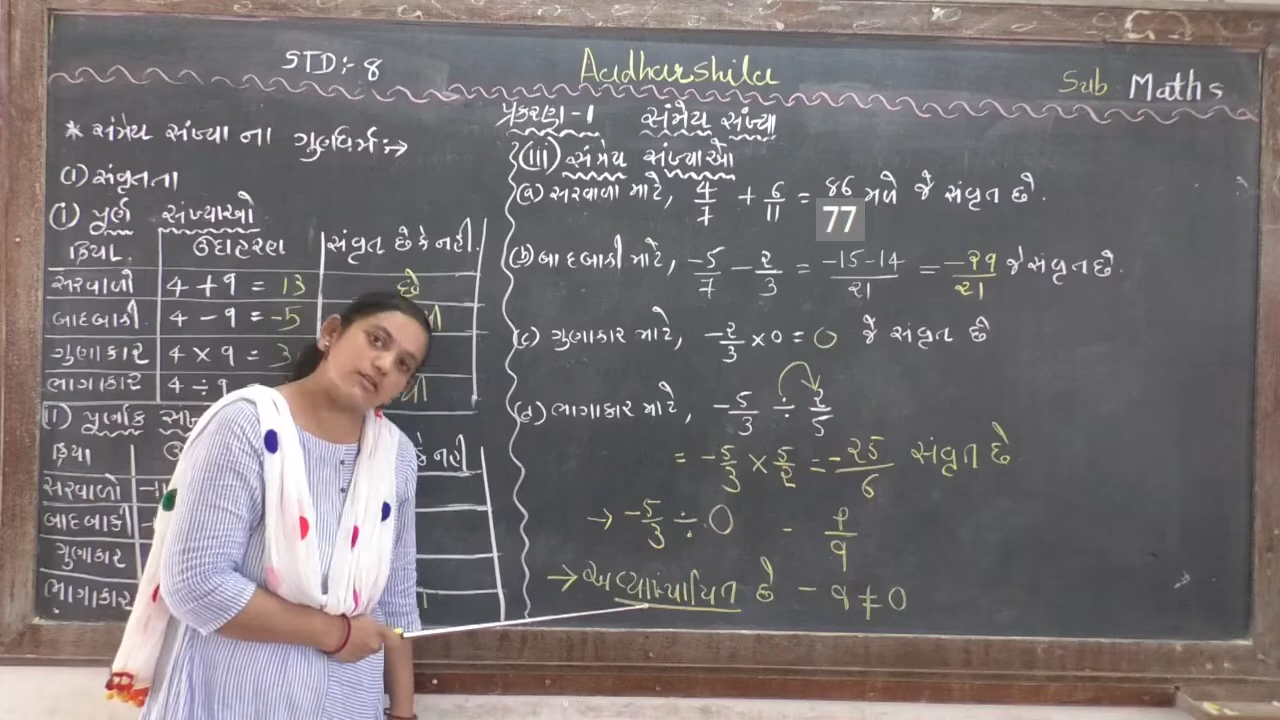 STD:- 8
Aadharshila
Sub Maths
* સંમેય સંખ્યા ના ગુણધર્મ :→
(1) સંવૃતતા
(i) પૂર્ણ સંખ્યાઓ
ક્રિયા. ઉદાહરણ સંવૃત છે કે નહી.
સરવાળો 4 + 9 = 13 છે
બાદબાકી 4 - 9 = -5
ગુણાકાર 4 × 9 = 3
ભાગાકાર 4 ÷ 9
(ii) પૂર્ણાંક
ક્રિયા કે નહી
સરવાળો
બાદબાકી
ગુણાકાર
ભાગાકાર
પ્રકરણ-1 સંમેય સંખ્યા
(iii) સંમેય સંખ્યાઓ
(a) સરવાળા માટે, 4/7 + 6/11 = 86/77 મળે જે સંવૃત છે.
(b) બાદબાકી માટે, -5/7 - 2/3 = -15-14/21 = -29/21 જે સંવૃત છે.
(c) ગુણાકાર માટે, -2/3 × 0 = 0 જે સંવૃત છે
(d) ભાગાકાર માટે, -5/3 ÷ 2/5
= -5/3 × 5/2 = -25/6 સંવૃત છે
→ -5/3 ÷ 0 - p/q
→ અવ્યાખ્યાયિત છે - q ≠ 0